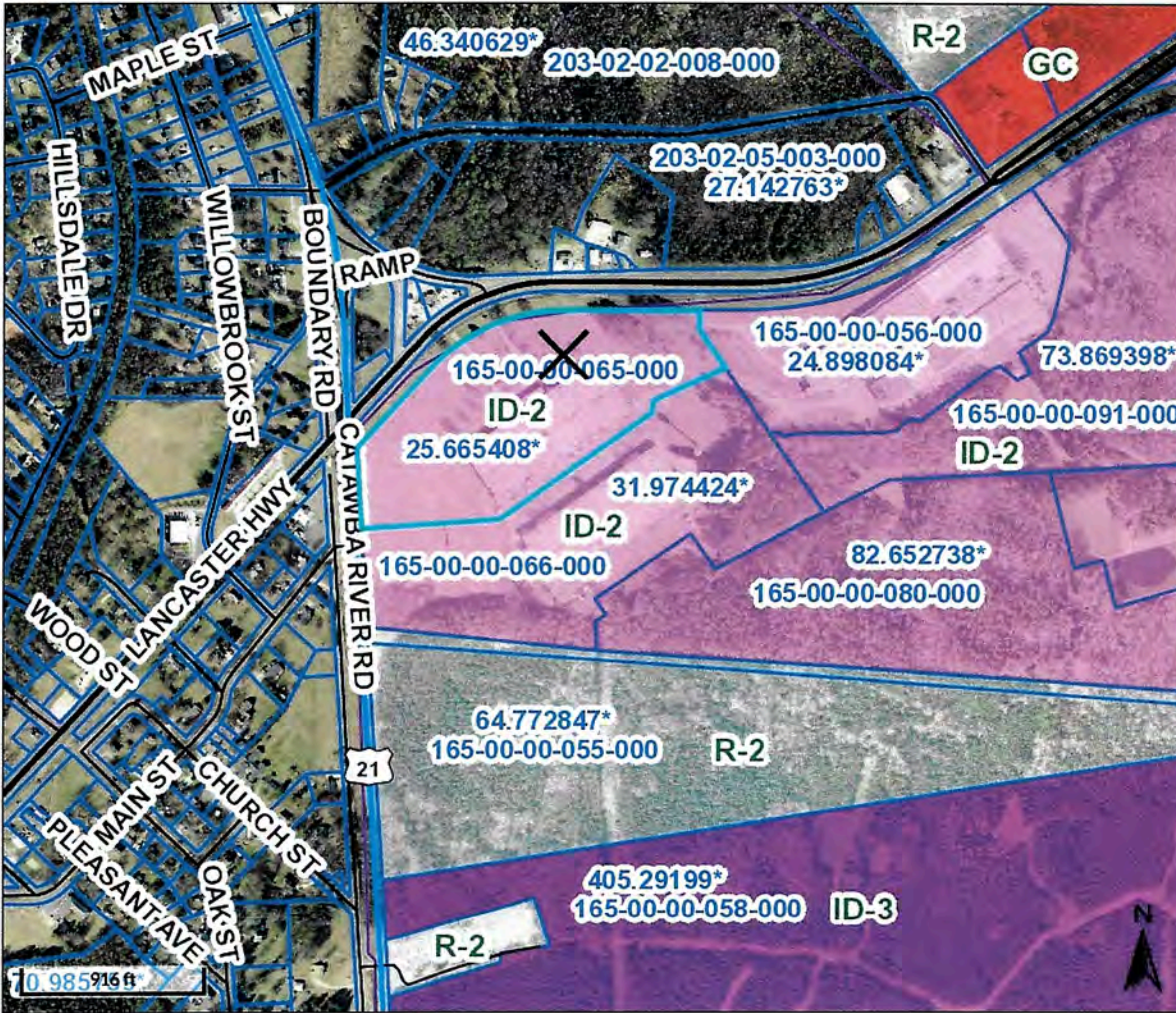 46.340629*
203-02-02-008-000
R-2
GC
MAPLE ST
203-02-05-003-000
27.142763*
HILLSDALE DR
WILLOWBROOK ST
BOUNDARY RD
RAMP
165-00-00-056-000
24.898084*
73.869398*
165-00-00-065-000
ID-2
165-00-00-091-000
25.665408*
ID-2
CATAWBA RIVER RD
31.974424*
LANCASTER HWY
ID-2
165-00-00-066-000
82.652738*
165-00-00-080-000
WOOD ST
64.772847*
165-00-00-055-000
R-2
21
MAIN ST
CHURCH ST
PLEASANT AVE
OAK ST
405.29199*
165-00-00-058-000
ID-3
R-2
N
916 ft